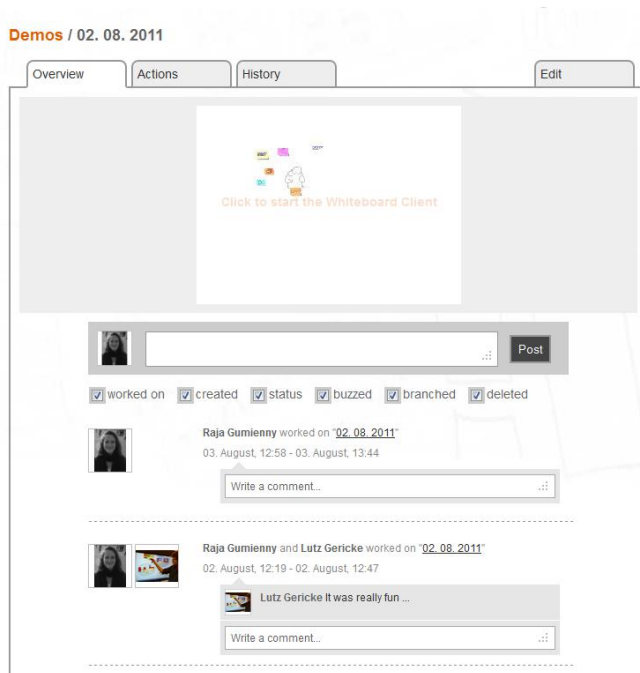 Demos / 02. 08. 2011
Overview Actions History Edit
Click to start the Whiteboard Client
Post
worked on created status buzzed branched deleted
Raja Gumienny worked on "02. 08. 2011"
03. August, 12:58 - 03. August, 13:44
Write a comment...
Raja Gumienny and Lutz Gericke worked on "02. 08. 2011"
02. August, 12:19 - 02. August, 12:47
Lutz Gericke It was really fun ...
Write a comment...